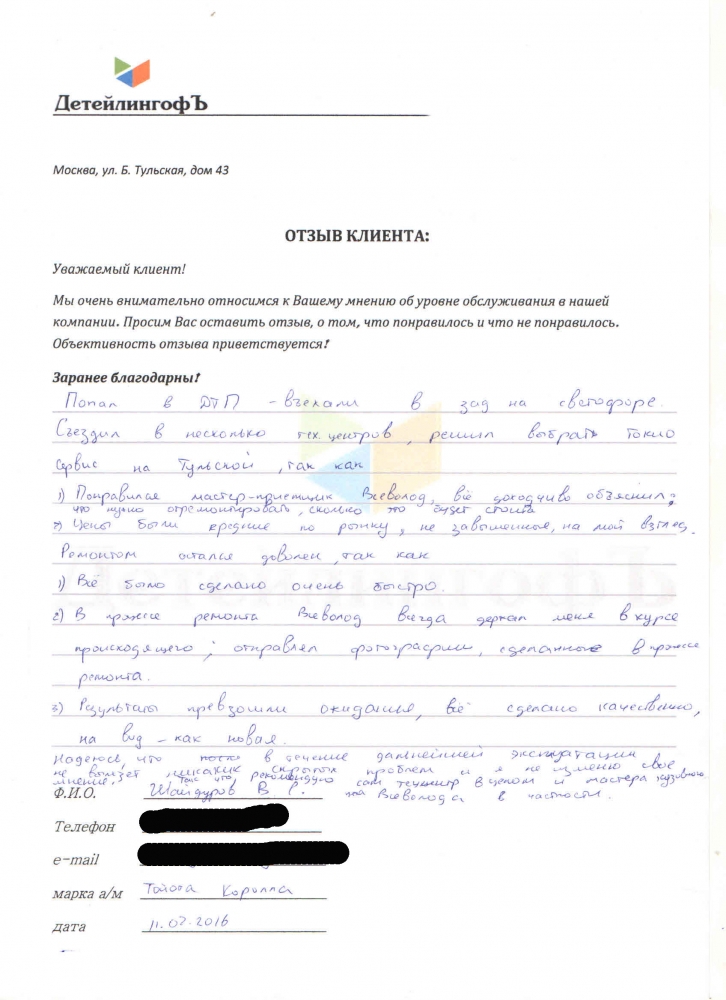 ДетейлингофЪ
Москва, ул. Б. Тульская, дом 43
ОТЗЫВ КЛИЕНТА:
Уважаемый клиент!
Мы очень внимательно относимся к Вашему мнению об уровне обслуживания в нашей
компании. Просим Вас оставить отзыв, о том, что понравилось и что не понравилось.
Объективность отзыва приветствуется!
Заранее благодарны!
Попал в ДТП - въехали в зад на светофоре.
Съездил в несколько тех. центров, решил выбрать Токио
Сервис на Тульской, так как
1) Понравился мастер-приемщик Всеволод, всё доходчиво объяснил,
что нужно отремонтировать, сколько это будет стоить
2) Цены были средние по рынку, не завышенные, на мой взгляд.
Ремонтом остался доволен, так как
1) Всё было сделано очень быстро.
2) В процессе ремонта Всеволод всегда держал меня в курсе
происходящего; отправлял фотографии, сделанные в процессе
ремонта.
3) Результаты превзошли ожидания, всё сделано качественно,
на вид - как новая.
Надеюсь, что в течение дальнейшей эксплуатации
не вылезет никаких скрытых проблем и я не изменю своё
мнение. Так что, рекомендую сам техцентр в целом и мастера кузовного
Всеволода в частности.
Ф.И.О. Шайдуров В. С.
Телефон
e-mail
марка а/м Тойота Королла
дата 11.07.2016